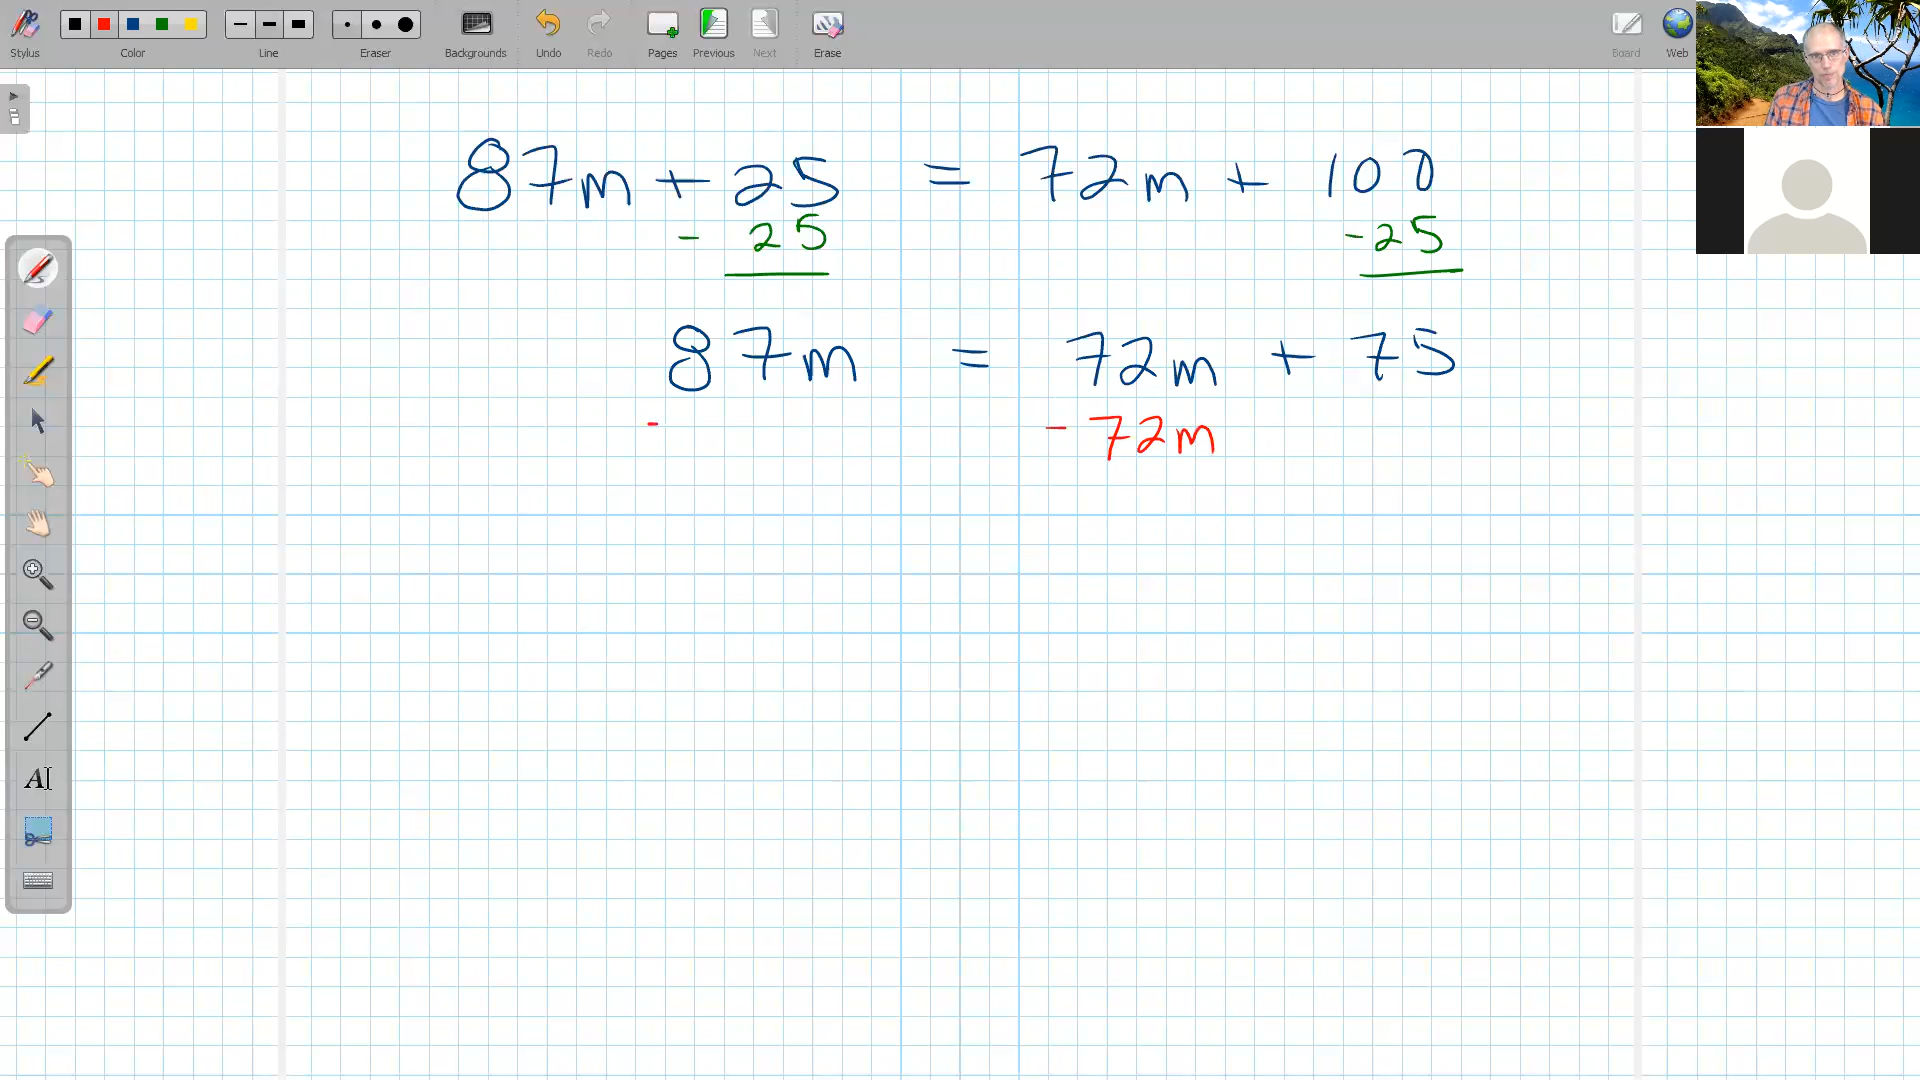 Stylus Color Line Eraser Backgrounds Undo Redo Pages Previous Next Erase Board Web
87m + 25 = 72m + 100
- 25 -25
87m = 72m + 75
- - 72m